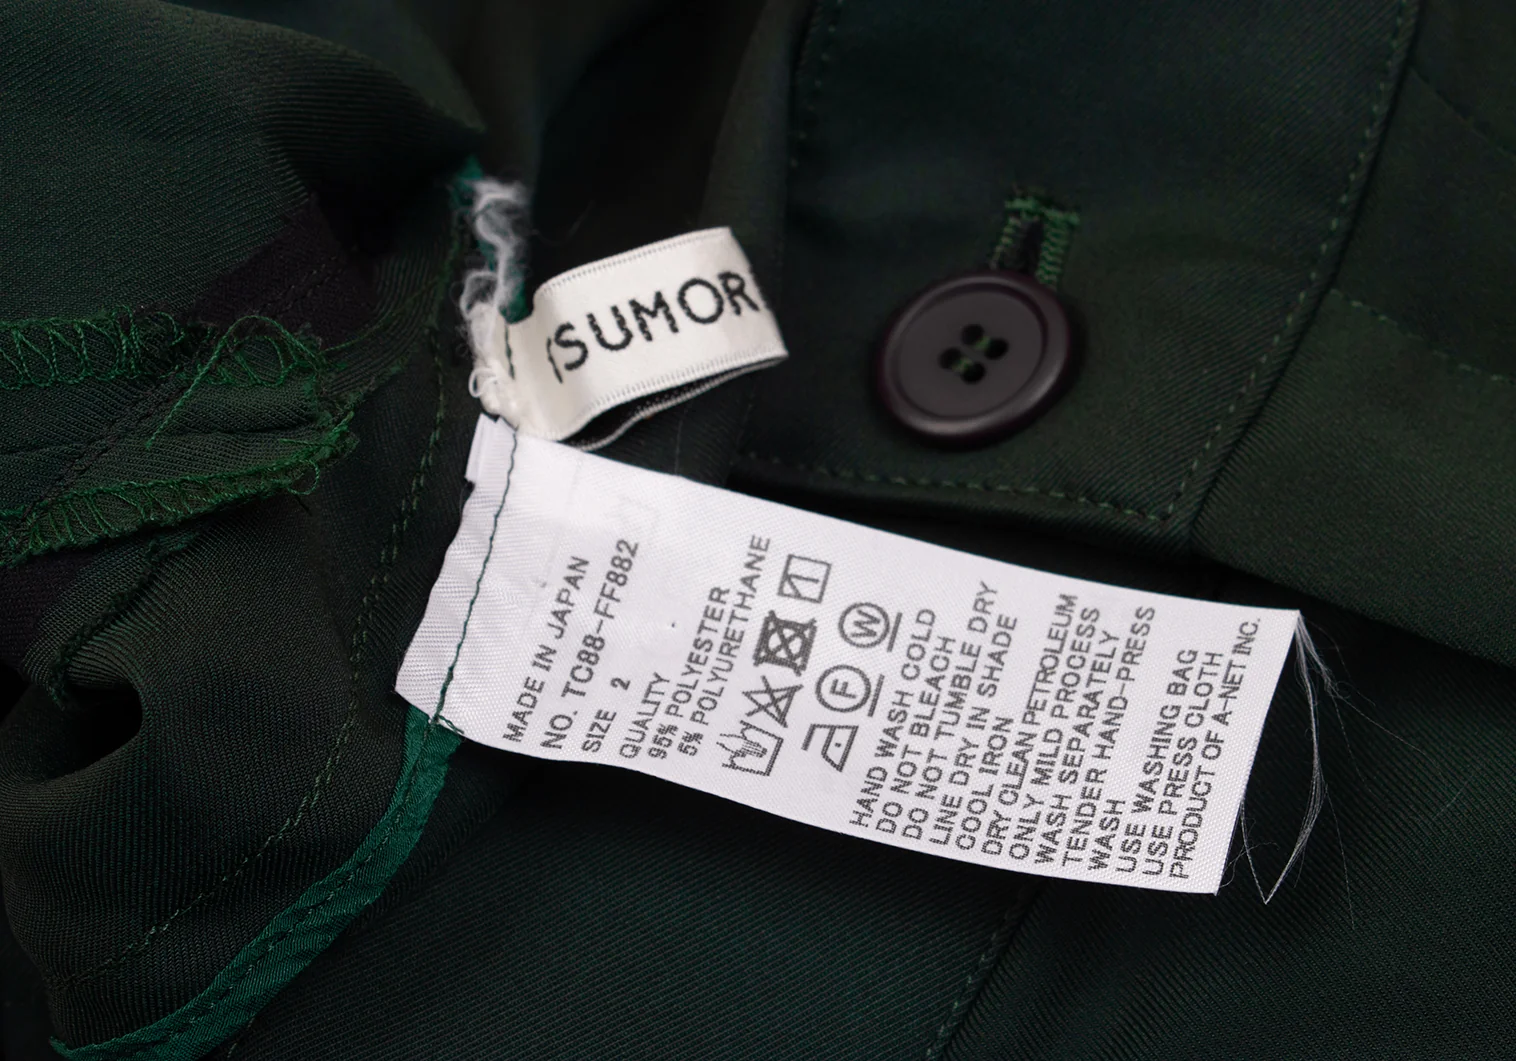 SUMOR
MADE IN JAPAN
NO. TC88-FF882
SIZE 2
QUALITY
95% POLYESTER
5% POLYURETHANE
F W
HAND WASH COLD
DO NOT BLEACH
DO NOT TUMBLE DRY
LINE DRY IN SHADE
COOL IRON
DRY CLEAN PETROLEUM
ONLY MILD PROCESS
WASH SEPARATELY
TENDER HAND-PRESS
WASH
USE WASHING BAG
USE PRESS CLOTH
PRODUCT OF A-NET INC.